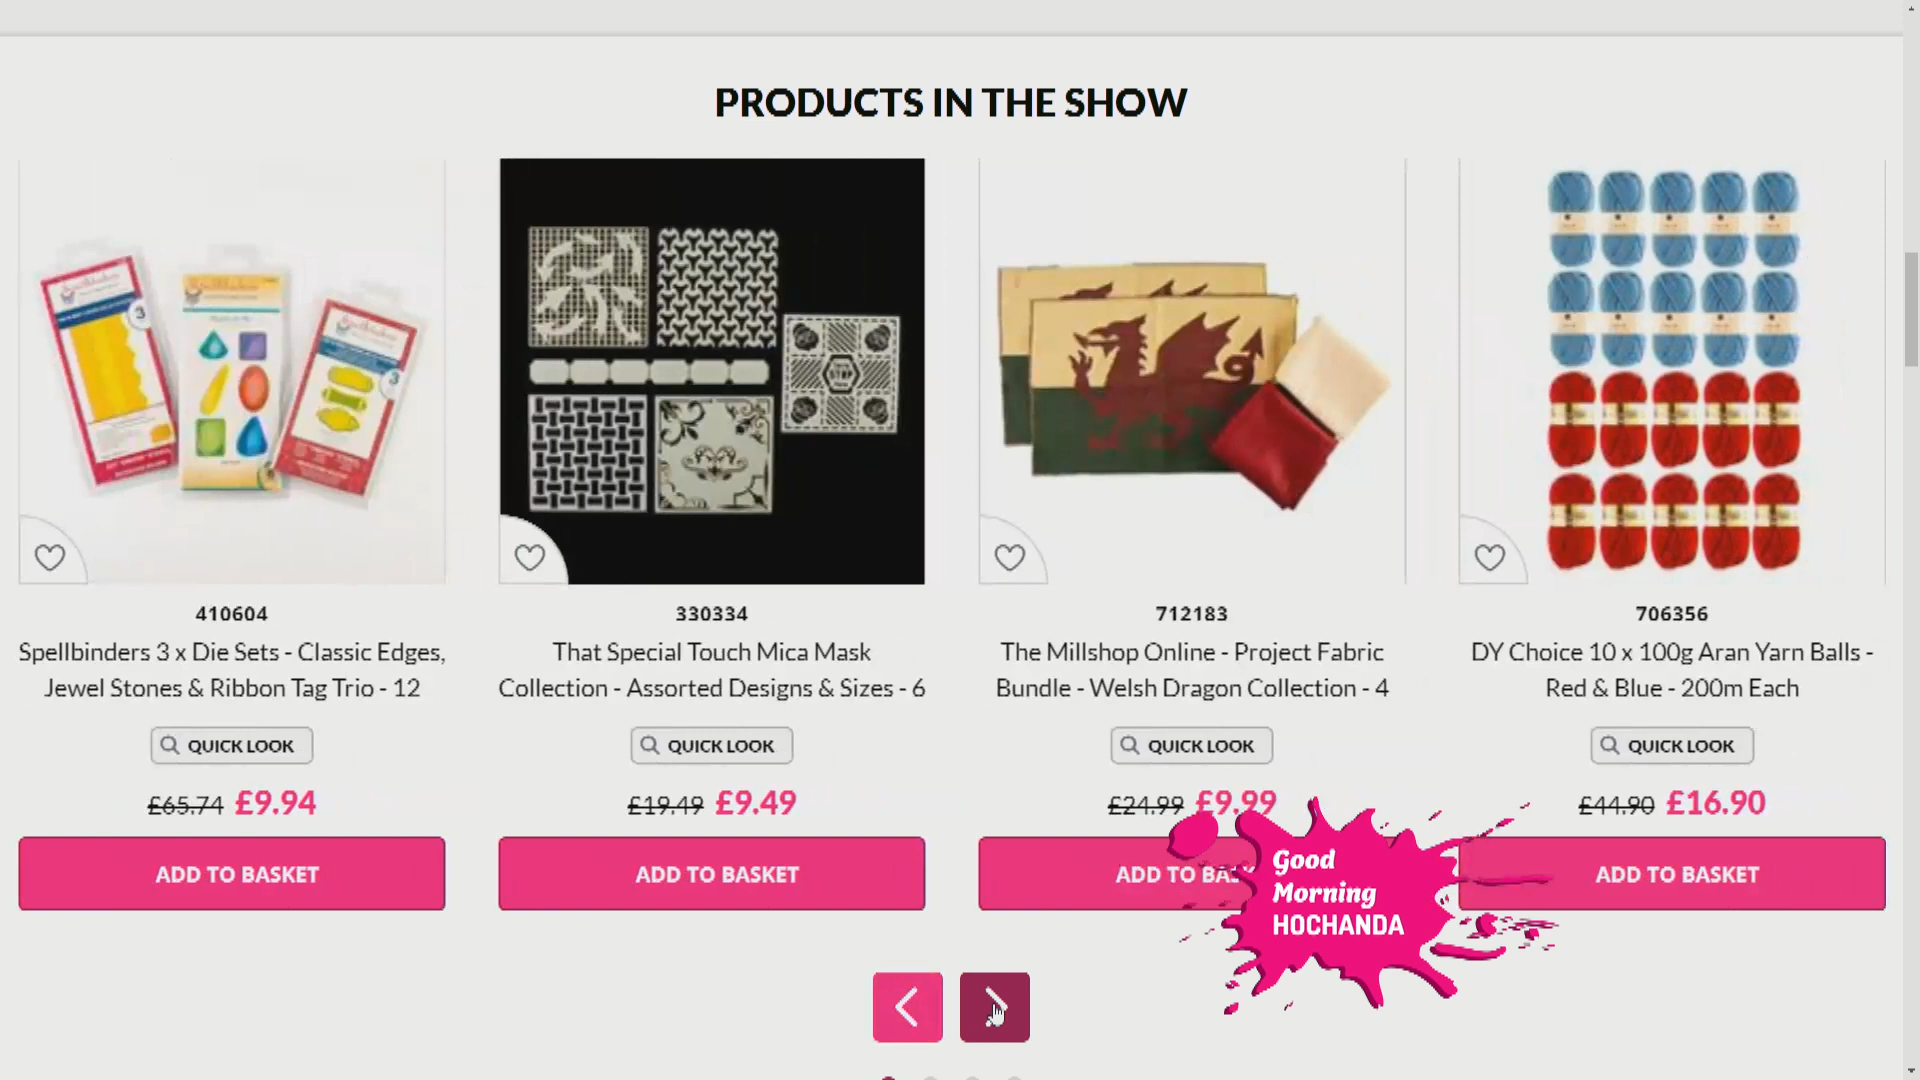 PRODUCTS IN THE SHOW
410604
330334
712183
706356
Spellbinders 3 x Die Sets - Classic Edges,
Jewel Stones & Ribbon Tag Trio - 12
That Special Touch Mica Mask
Collection - Assorted Designs & Sizes - 6
The Millshop Online - Project Fabric
Bundle - Welsh Dragon Collection - 4
DY Choice 10 x 100g Aran Yarn Balls -
Red & Blue - 200m Each
QUICK LOOK
QUICK LOOK
QUICK LOOK
QUICK LOOK
£65.74 £9.94
£19.49 £9.49
£24.99 £9.99
£44.90 £16.90
ADD TO BASKET
ADD TO BASKET
ADD TO BAS
ADD TO BASKET
Good
Morning
HOCHANDA